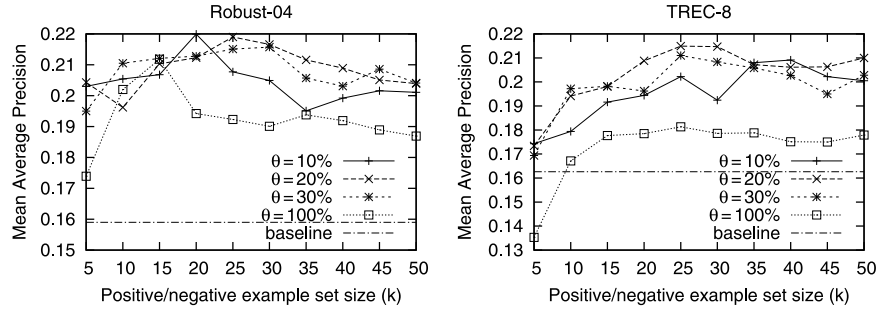 Robust-04
Mean Average Precision
0.22
0.21
0.2
0.19
0.18
0.17
0.16
0.15
θ = 10%
θ = 20%
θ = 30%
θ = 100%
baseline
5 10 15 20 25 30 35 40 45 50
Positive/negative example set size (k)
TREC-8
Mean Average Precision
0.22
0.21
0.2
0.19
0.18
0.17
0.16
0.15
0.14
0.13
θ = 10%
θ = 20%
θ = 30%
θ = 100%
baseline
5 10 15 20 25 30 35 40 45 50
Positive/negative example set size (k)